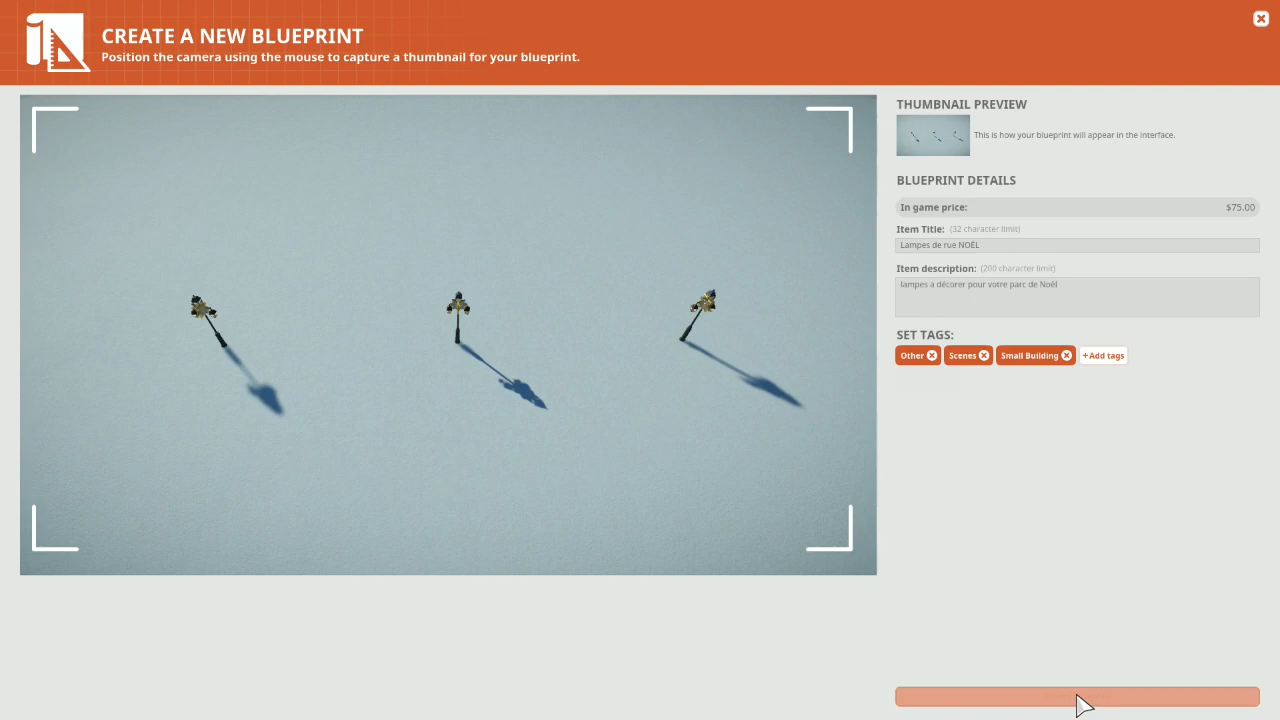 CREATE A NEW BLUEPRINT
Position the camera using the mouse to capture a thumbnail for your blueprint.
THUMBNAIL PREVIEW
This is how your blueprint will appear in the interface.
BLUEPRINT DETAILS
In game price: $75.00
Item Title: (32 character limit)
Lampes de rue NOËL
Item description: (200 character limit)
lampes a décorer pour votre parc de Noël
SET TAGS:
Other Scenes Small Building +Add tags